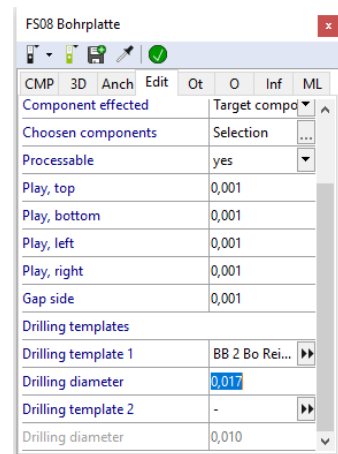 FS08 Bohrplatte
x
CMP 3D Anch Edit Ot O Inf ML
Component effected Target compo
Choosen components Selection ...
Processable yes
Play, top 0,001
Play, bottom 0,001
Play, left 0,001
Play, right 0,001
Gap side 0,001
Drilling templates
Drilling template 1 BB 2 Bo Rei...
Drilling diameter 0,017
Drilling template 2 -
Drilling diameter 0,010